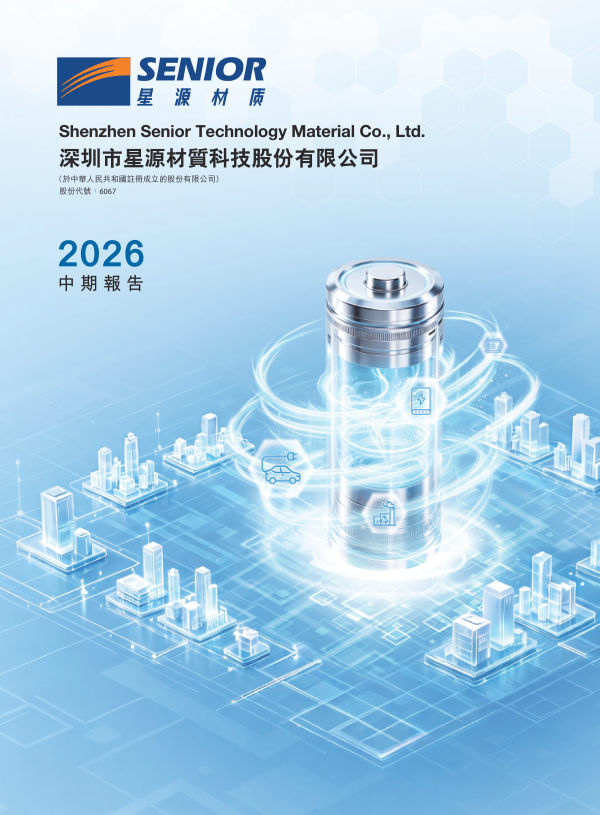 SENIOR
星源材质
Shenzhen Senior Technology Material Co., Ltd.
深圳市星源材質科技股份有限公司
(於中華人民共和國註冊成立的股份有限公司)
股份代號：6067
2026
中期報告